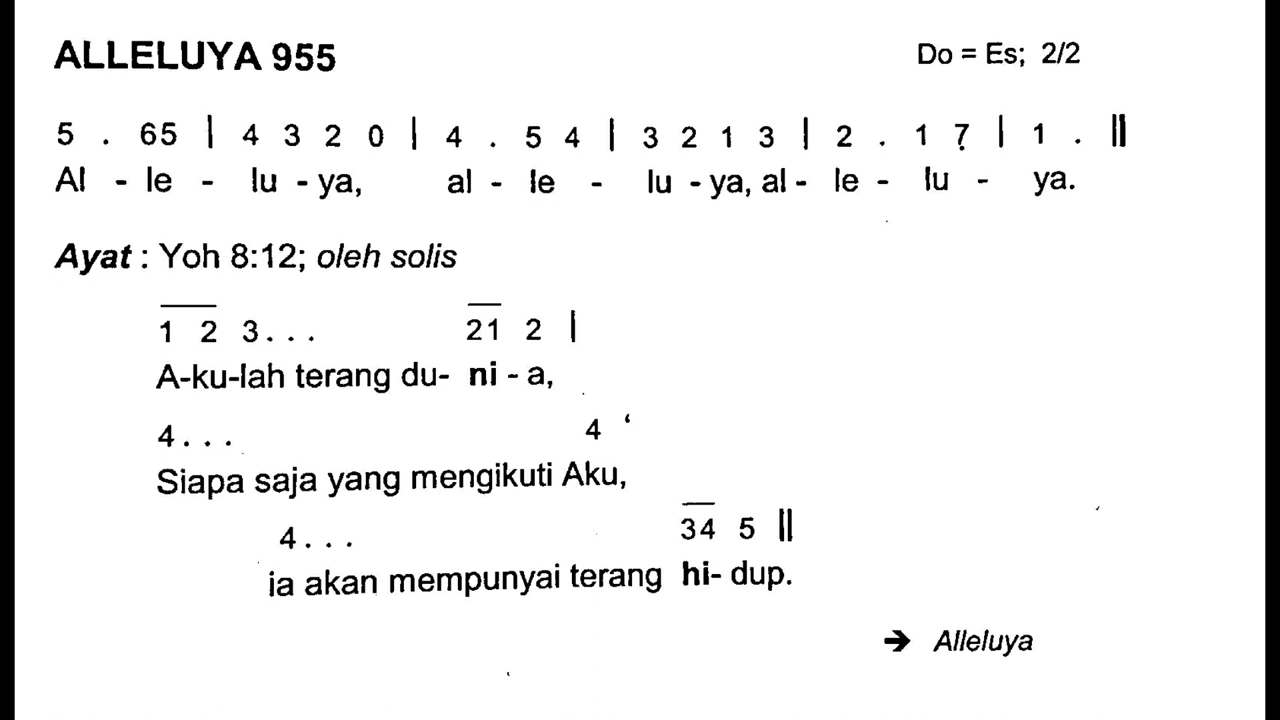 ALLELUYA 955 Do = Es; 2/2
5 . 65 | 4 3 2 0 | 4 . 5 4 | 3 2 1 3 | 2 . 1 7̣ | 1 . ||
Al - le - lu - ya, al - le - lu - ya, al - le - lu - ya.
Ayat : Yoh 8:12; oleh solis
1 2 3 . . . 21 2 |
A-ku-lah terang du- ni - a,
4 . . . 4 ‘
Siapa saja yang mengikuti Aku,
4 . . . 34 5 ||
ia akan mempunyai terang hi- dup.
➔ Alleluya